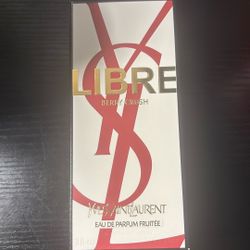 LIBRE
BERRY CRUSH
YVES SAINT LAURENT
EAU DE PARFUM FRUITÉE